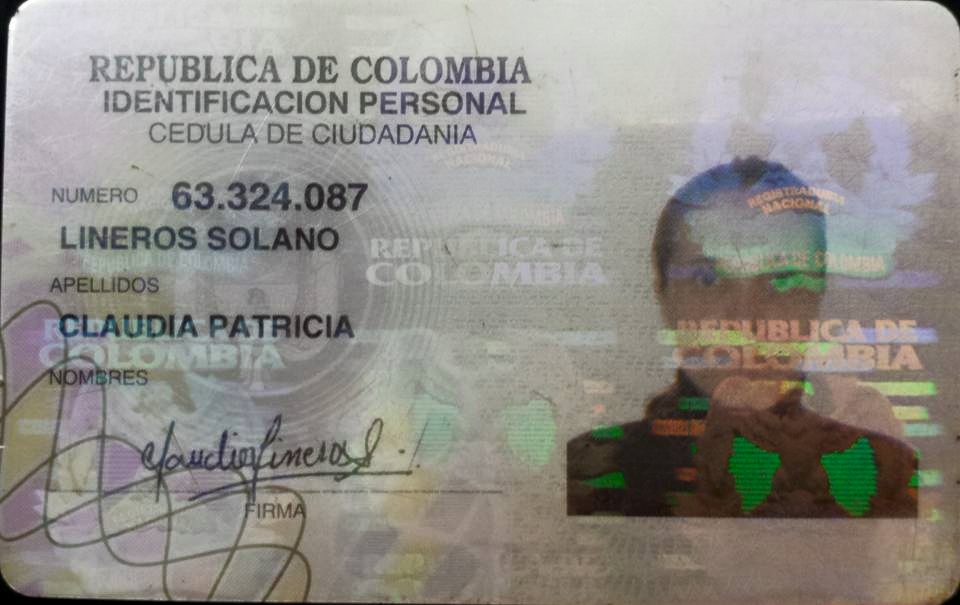 REPUBLICA DE COLOMBIA
IDENTIFICACION PERSONAL
CEDULA DE CIUDADANIA
NUMERO 63.324.087
LINEROS SOLANO
APELLIDOS
CLAUDIA PATRICIA
NOMBRES
Claudia Lineros S.
FIRMA
REGISTRADURIA
NACIONAL
REPUBLICA DE
COLOMBIA
REPUBLICA DE
COLOMBIA
COLOMBIA